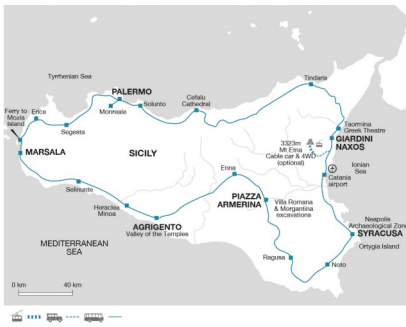 Tyrrhenian Sea
PALERMO
Monreale
Solunto
Cefalu
Cathedral
Tindaria
Ferry to
Mozia
Island
Erice
Segesta
MARSALA
SICILY
Taormina
Greek Theatre
GIARDINI
NAXOS
3323m
Mt Etna
Cable car & 4WD
(optional)
Ionian
Sea
Catania
airport
Selinunte
Heraclea
Minoa
AGRIGENTO
Valley of the Temples
Enna
PIAZZA
ARMERINA
Villa Romana
& Morgantina
excavations
Neapolis
Archaeological Zone
SYRACUSA
Ortygia Island
Noto
Ragusa
MEDITERRANEAN
SEA
0 km
40 km